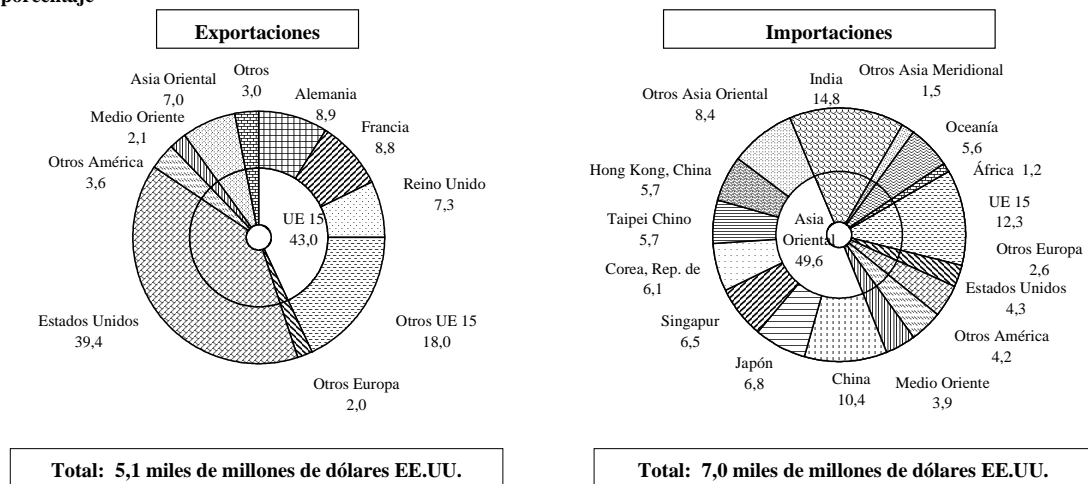 porcentaje
Exportaciones
Otros
3,0
Asia Oriental
7,0
Alemania
8,9
Medio Oriente
2,1
Francia
8,8
Otros América
3,6
Reino Unido
7,3
UE 15
43,0
Estados Unidos
39,4
Otros UE 15
18,0
Otros Europa
2,0
Total: 5,1 miles de millones de dólares EE.UU.
Importaciones
India
14,8
Otros Asia Meridional
1,5
Otros Asia Oriental
8,4
Oceanía
5,6
África 1,2
Hong Kong, China
5,7
UE 15
12,3
Taipei Chino
5,7
Asia
Oriental
49,6
Otros Europa
2,6
Corea, Rep. de
6,1
Estados Unidos
4,3
Singapur
6,5
Otros América
4,2
Japón
6,8
China
10,4
Medio Oriente
3,9
Total: 7,0 miles de millones de dólares EE.UU.